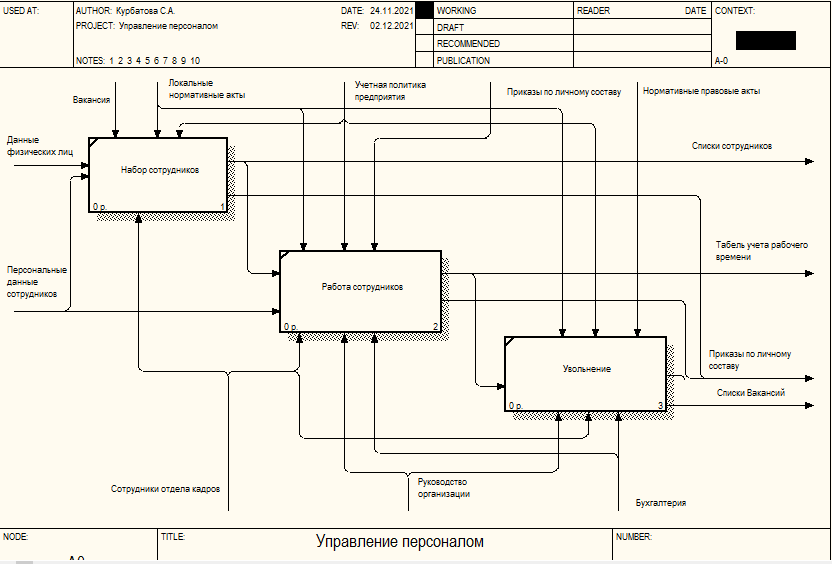 USED AT:
AUTHOR: Курбатова С.А.
DATE: 24.11.2021
WORKING
READER
DATE
CONTEXT:
PROJECT: Управление персоналом
REV: 02.12.2021
DRAFT
RECOMMENDED
NOTES: 1 2 3 4 5 6 7 8 9 10
PUBLICATION
A-0
Вакансия
Локальные
нормативные акты
Учетная политика
предприятия
Приказы по личному составу
Нормативные правовые акты
Данные
физических лиц
Набор сотрудников
0 р.
1
Списки сотрудников
Персональные
данные
сотрудников
Работа сотрудников
0 р.
2
Табель учета рабочего
времени
Увольнение
0 р.
3
Приказы по личному
составу
Списки Вакансий
Сотрудники отдела кадров
Руководство
организации
Бухгалтерия
NODE:
TITLE:
Управление персоналом
NUMBER: